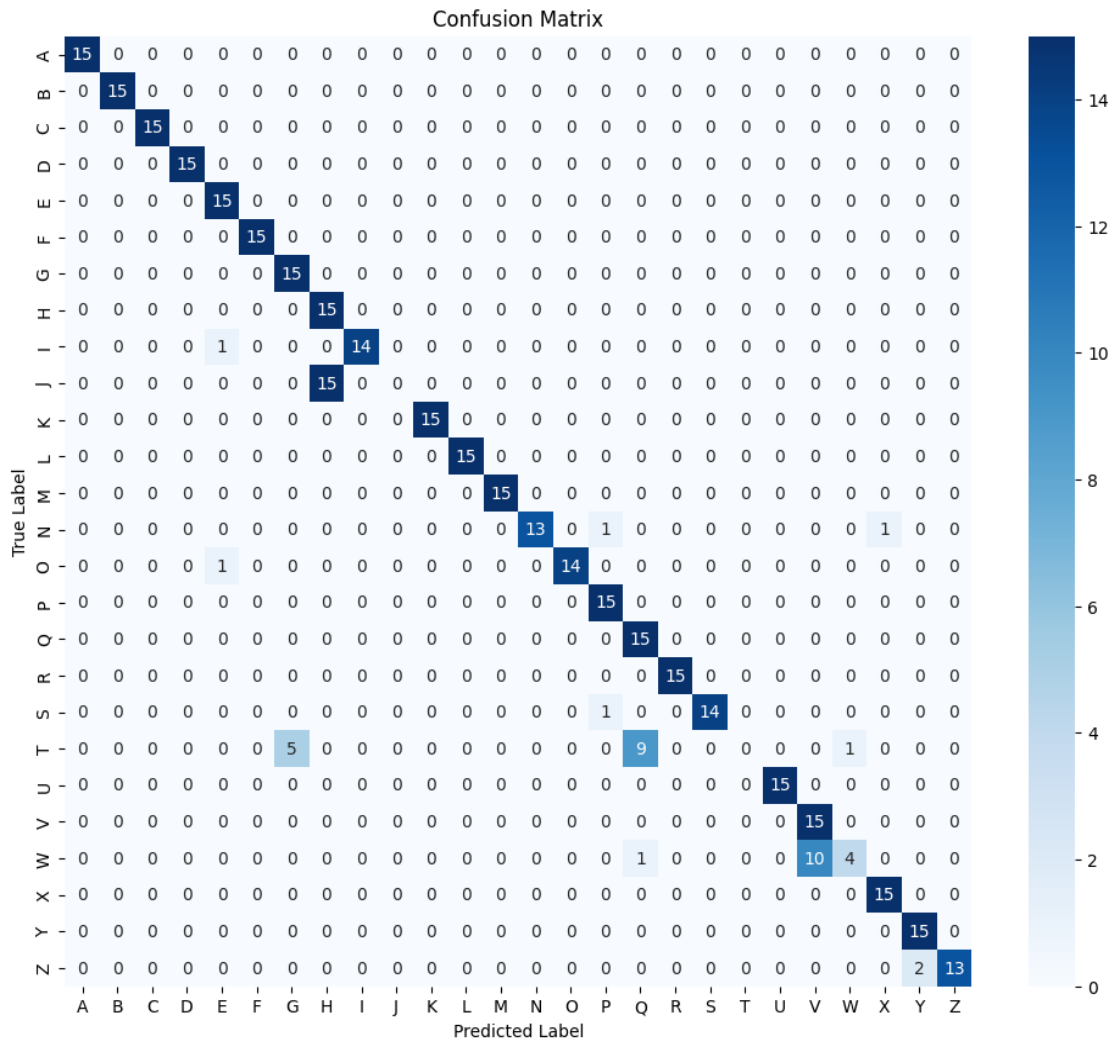 Confusion Matrix
A 15 0 0 0 0 0 0 0 0 0 0 0 0 0 0 0 0 0 0 0 0 0 0 0 0 0
B 0 15 0 0 0 0 0 0 0 0 0 0 0 0 0 0 0 0 0 0 0 0 0 0 0 0
C 0 0 15 0 0 0 0 0 0 0 0 0 0 0 0 0 0 0 0 0 0 0 0 0 0 0
D 0 0 0 15 0 0 0 0 0 0 0 0 0 0 0 0 0 0 0 0 0 0 0 0 0 0
E 0 0 0 0 15 0 0 0 0 0 0 0 0 0 0 0 0 0 0 0 0 0 0 0 0 0
F 0 0 0 0 0 15 0 0 0 0 0 0 0 0 0 0 0 0 0 0 0 0 0 0 0 0
G 0 0 0 0 0 0 15 0 0 0 0 0 0 0 0 0 0 0 0 0 0 0 0 0 0 0
H 0 0 0 0 0 0 0 15 0 0 0 0 0 0 0 0 0 0 0 0 0 0 0 0 0 0
I 0 0 0 0 1 0 0 0 14 0 0 0 0 0 0 0 0 0 0 0 0 0 0 0 0 0
J 0 0 0 0 0 0 0 15 0 0 0 0 0 0 0 0 0 0 0 0 0 0 0 0 0 0
K 0 0 0 0 0 0 0 0 0 0 15 0 0 0 0 0 0 0 0 0 0 0 0 0 0 0
L 0 0 0 0 0 0 0 0 0 0 0 15 0 0 0 0 0 0 0 0 0 0 0 0 0 0
M 0 0 0 0 0 0 0 0 0 0 0 0 15 0 0 0 0 0 0 0 0 0 0 0 0 0
N 0 0 0 0 0 0 0 0 0 0 0 0 0 13 0 1 0 0 0 0 0 0 0 1 0 0
O 0 0 0 0 1 0 0 0 0 0 0 0 0 0 14 0 0 0 0 0 0 0 0 0 0 0
P 0 0 0 0 0 0 0 0 0 0 0 0 0 0 0 15 0 0 0 0 0 0 0 0 0 0
Q 0 0 0 0 0 0 0 0 0 0 0 0 0 0 0 0 15 0 0 0 0 0 0 0 0 0
R 0 0 0 0 0 0 0 0 0 0 0 0 0 0 0 0 0 15 0 0 0 0 0 0 0 0
S 0 0 0 0 0 0 0 0 0 0 0 0 0 0 0 1 0 0 14 0 0 0 0 0 0 0
T 0 0 0 0 0 0 5 0 0 0 0 0 0 0 0 0 9 0 0 0 0 0 1 0 0 0
U 0 0 0 0 0 0 0 0 0 0 0 0 0 0 0 0 0 0 0 0 15 0 0 0 0 0
V 0 0 0 0 0 0 0 0 0 0 0 0 0 0 0 0 0 0 0 0 0 15 0 0 0 0
W 0 0 0 0 0 0 0 0 0 0 0 0 0 0 0 0 1 0 0 0 0 10 4 0 0 0
X 0 0 0 0 0 0 0 0 0 0 0 0 0 0 0 0 0 0 0 0 0 0 0 15 0 0
Y 0 0 0 0 0 0 0 0 0 0 0 0 0 0 0 0 0 0 0 0 0 0 0 0 15 0
Z 0 0 0 0 0 0 0 0 0 0 0 0 0 0 0 0 0 0 0 0 0 0 0 0 2 13
A B C D E F G H I J K L M N O P Q R S T U V W X Y Z
Predicted Label
True Label
14
12
10
8
6
4
2
0